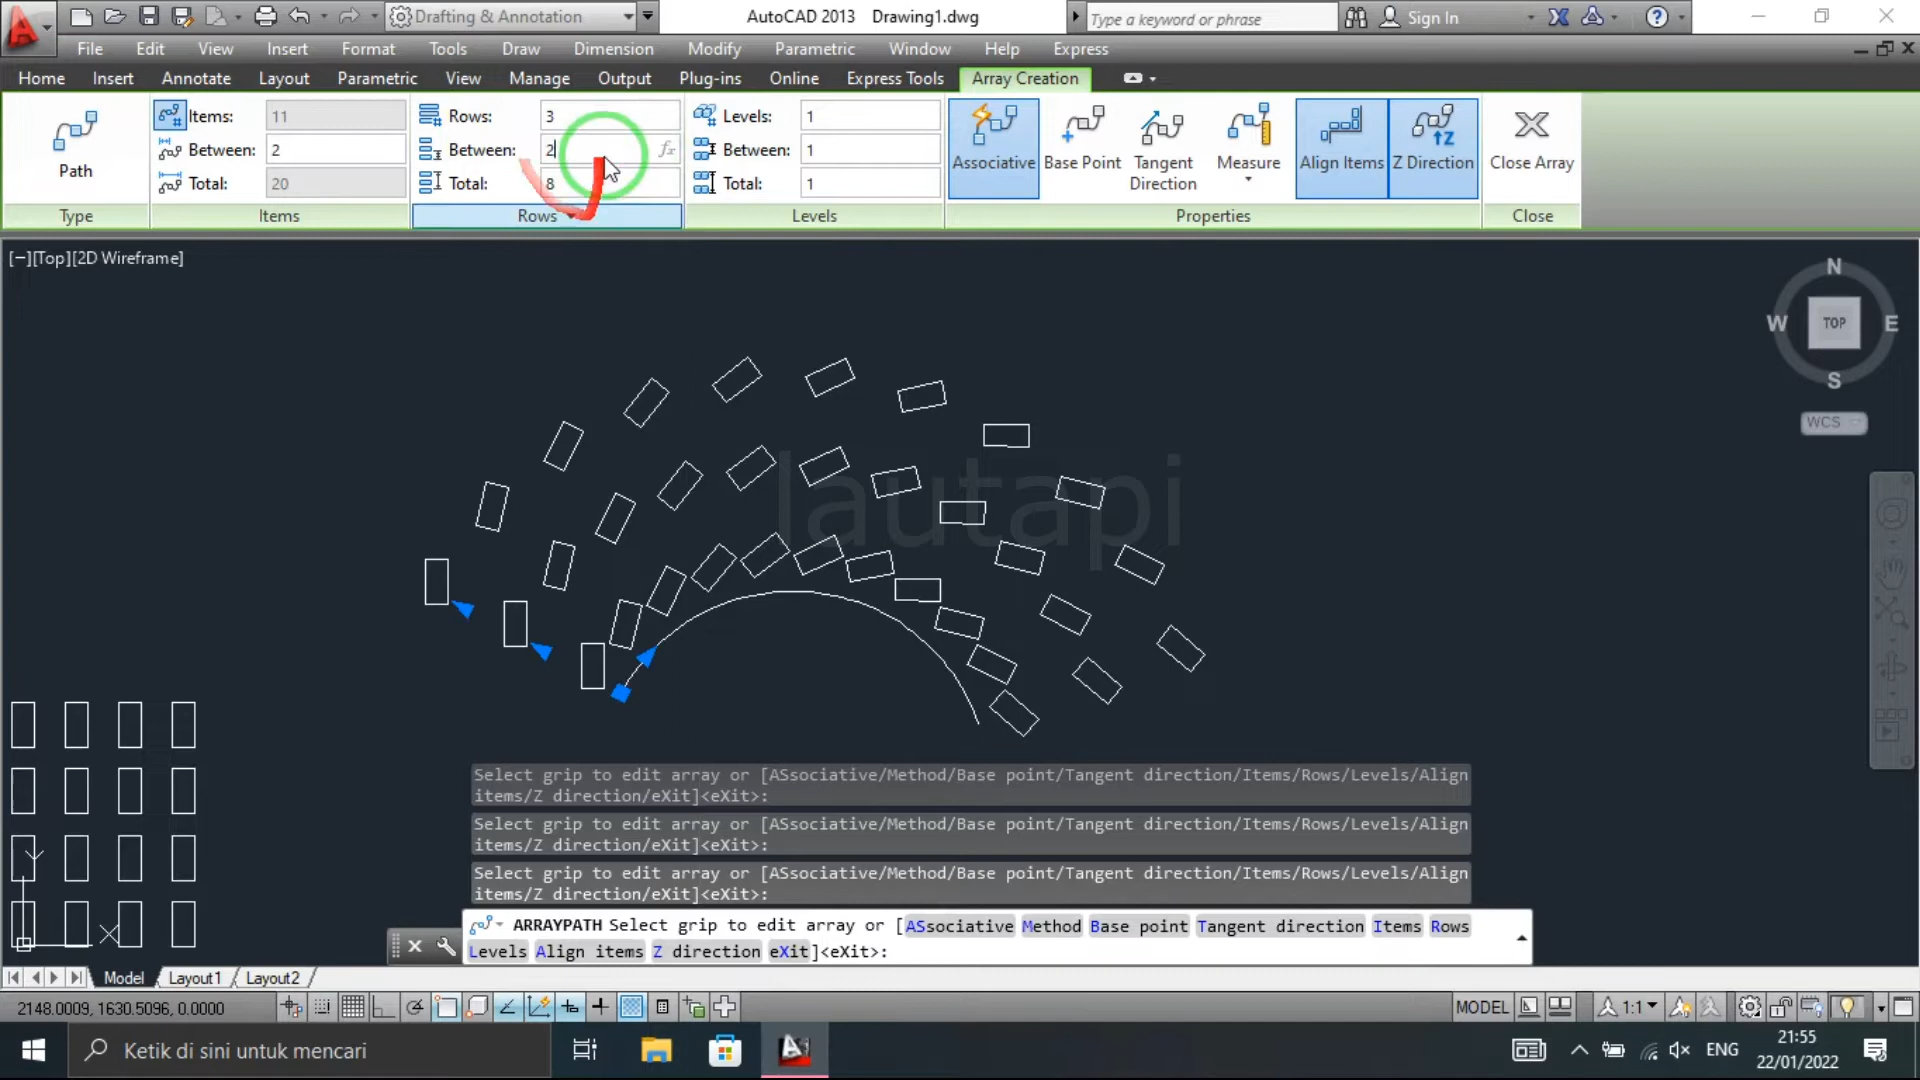 Drafting & Annotation
AutoCAD 2013 Drawing1.dwg
Type a keyword or phrase
Sign In
File Edit View Insert Format Tools Draw Dimension Modify Parametric Window Help Express
Home Insert Annotate Layout Parametric View Manage Output Plug-ins Online Express Tools Array Creation
Path
Type
Items: 11
Between: 2
Total: 20
Items
Rows: 3
Between: 2 fx
Total: 8
Rows
Levels: 1
Between: 1
Total: 1
Levels
Associative
Base Point
Tangent
Direction
Measure
Align Items
Z Direction
Properties
Close Array
Close
[−][Top][2D Wireframe]
N
W TOP E
S
WCS
lautapi
Y
X
Select grip to edit array or [ASsociative/Method/Base point/Tangent direction/Items/Rows/Levels/Align
items/Z direction/eXit]<eXit>:
Select grip to edit array or [ASsociative/Method/Base point/Tangent direction/Items/Rows/Levels/Align
items/Z direction/eXit]<eXit>:
Select grip to edit array or [ASsociative/Method/Base point/Tangent direction/Items/Rows/Levels/Align
items/Z direction/eXit]<eXit>:
ARRAYPATH Select grip to edit array or [ASsociative Method Base point Tangent direction Items Rows
Levels Align items Z direction eXit]<eXit>:
Model Layout1 Layout2
2148.0009, 1630.5096, 0.0000
MODEL
1:1
Ketik di sini untuk mencari
ENG
21:55
22/01/2022